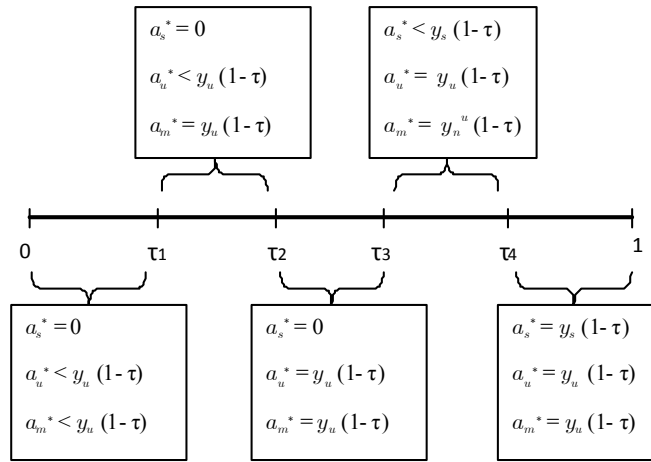 a_s* = 0
a_u* < y_u (1- τ)
a_m* = y_u (1- τ)
a_s* < y_s (1- τ)
a_u* = y_u (1- τ)
a_m* = y_n^u (1- τ)
0 τ1 τ2 τ3 τ4 1
a_s* = 0
a_u* < y_u (1- τ)
a_m* < y_u (1- τ)
a_s* = 0
a_u* = y_u (1- τ)
a_m* = y_u (1- τ)
a_s* = y_s (1- τ)
a_u* = y_u (1- τ)
a_m* = y_u (1- τ)